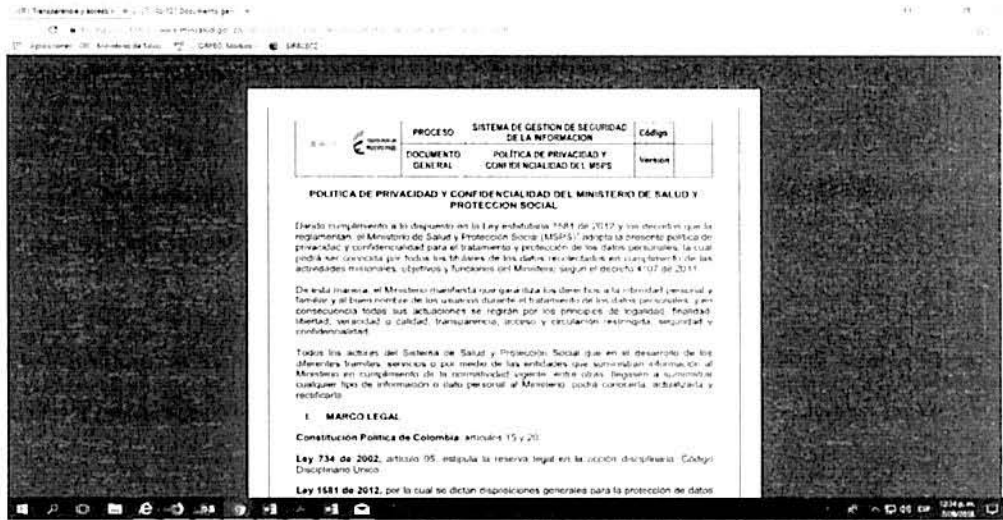 PROCESO
SISTEMA DE GESTION DE SEGURIDAD
DE LA INFORMACION
Código
DOCUMENTO
GENERAL
POLÍTICA DE PRIVACIDAD Y
CONFIDENCIALIDAD DEL MSPS
Versión
POLITICA DE PRIVACIDAD Y CONFIDENCIALIDAD DEL MINISTERIO DE SALUD Y
PROTECCION SOCIAL
Dando cumplimiento a lo dispuesto en la Ley estatutaria 1581 de 2012 y los decretos que la
reglamentan, el Ministerio de Salud y Protección Social (MSPS) adopta la presente política de
privacidad y confidencialidad para el tratamiento y protección de los datos personales, la cual
podrá ser conocida por todos los titulares de los datos recolectados en cumplimiento de las
actividades misionales, objetivos y funciones del Ministerio según el decreto 4107 de 2011
De esta manera, el Ministerio manifiesta que garantiza los derechos a la intimidad personal y
familiar y al buen nombre de los usuarios durante el tratamiento de los datos personales, y en
consecuencia todas sus actuaciones se regirán por los principios de legalidad, finalidad,
libertad, veracidad o calidad, transparencia, acceso y circulación restringida, seguridad y
confidencialidad
Todos los actores del Sistema de Salud y Protección Social que en el desarrollo de los
diferentes tramites, servicios o por medio de las entidades que suministran información al
Ministerio en cumplimiento de la normatividad vigente, entre otras, llegasen a suministrar
cualquier tipo de información o dato personal al Ministerio, podrá conocerla, actualizarla y
rectificarla
I. MARCO LEGAL
Constitución Política de Colombia, artículos 15 y 20.
Ley 734 de 2002, artículo 95, estipula la reserva legal en la acción disciplinaria. Código
Disciplinario Unico
Ley 1581 de 2012, por la cual se dictan disposiciones generales para la protección de datos